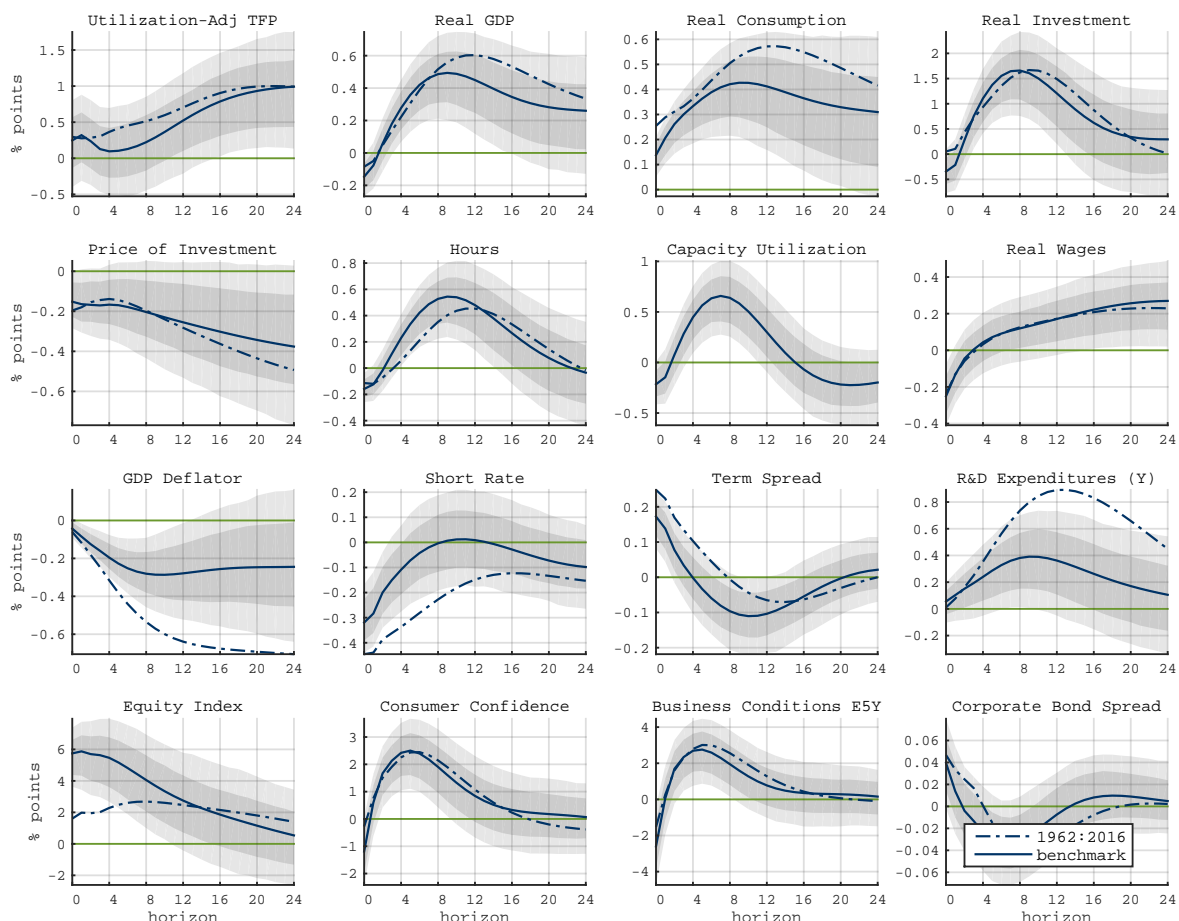 Utilization-Adj TFP
Real GDP
Real Consumption
Real Investment
% points
1.5
1
0.5
0
-0.5
0 4 8 12 16 20 24
0.6
0.4
0.2
0
-0.2
0 4 8 12 16 20 24
0.6
0.5
0.4
0.3
0.2
0.1
0
0 4 8 12 16 20 24
2
1.5
1
0.5
0
-0.5
0 4 8 12 16 20 24
Price of Investment
Hours
Capacity Utilization
Real Wages
% points
0
-0.2
-0.4
-0.6
0 4 8 12 16 20 24
0.8
0.6
0.4
0.2
0
-0.2
-0.4
0 4 8 12 16 20 24
1
0.5
0
-0.5
0 4 8 12 16 20 24
0.4
0.2
0
-0.2
-0.4
0 4 8 12 16 20 24
GDP Deflator
Short Rate
Term Spread
R&D Expenditures (Y)
% points
0
-0.2
-0.4
-0.6
0 4 8 12 16 20 24
0.2
0.1
0
-0.1
-0.2
-0.3
-0.4
0 4 8 12 16 20 24
0.2
0.1
0
-0.1
-0.2
0 4 8 12 16 20 24
0.8
0.6
0.4
0.2
0
-0.2
0 4 8 12 16 20 24
Equity Index
Consumer Confidence
Business Conditions E5Y
Corporate Bond Spread
% points
6
4
2
0
-2
0 4 8 12 16 20 24
horizon
3
2
1
0
-1
-2
0 4 8 12 16 20 24
horizon
4
2
0
-2
-4
0 4 8 12 16 20 24
horizon
0.06
0.04
0.02
0
-0.02
-0.04
-0.06
0 4 8 12 16 20 24
horizon
1962:2016
benchmark